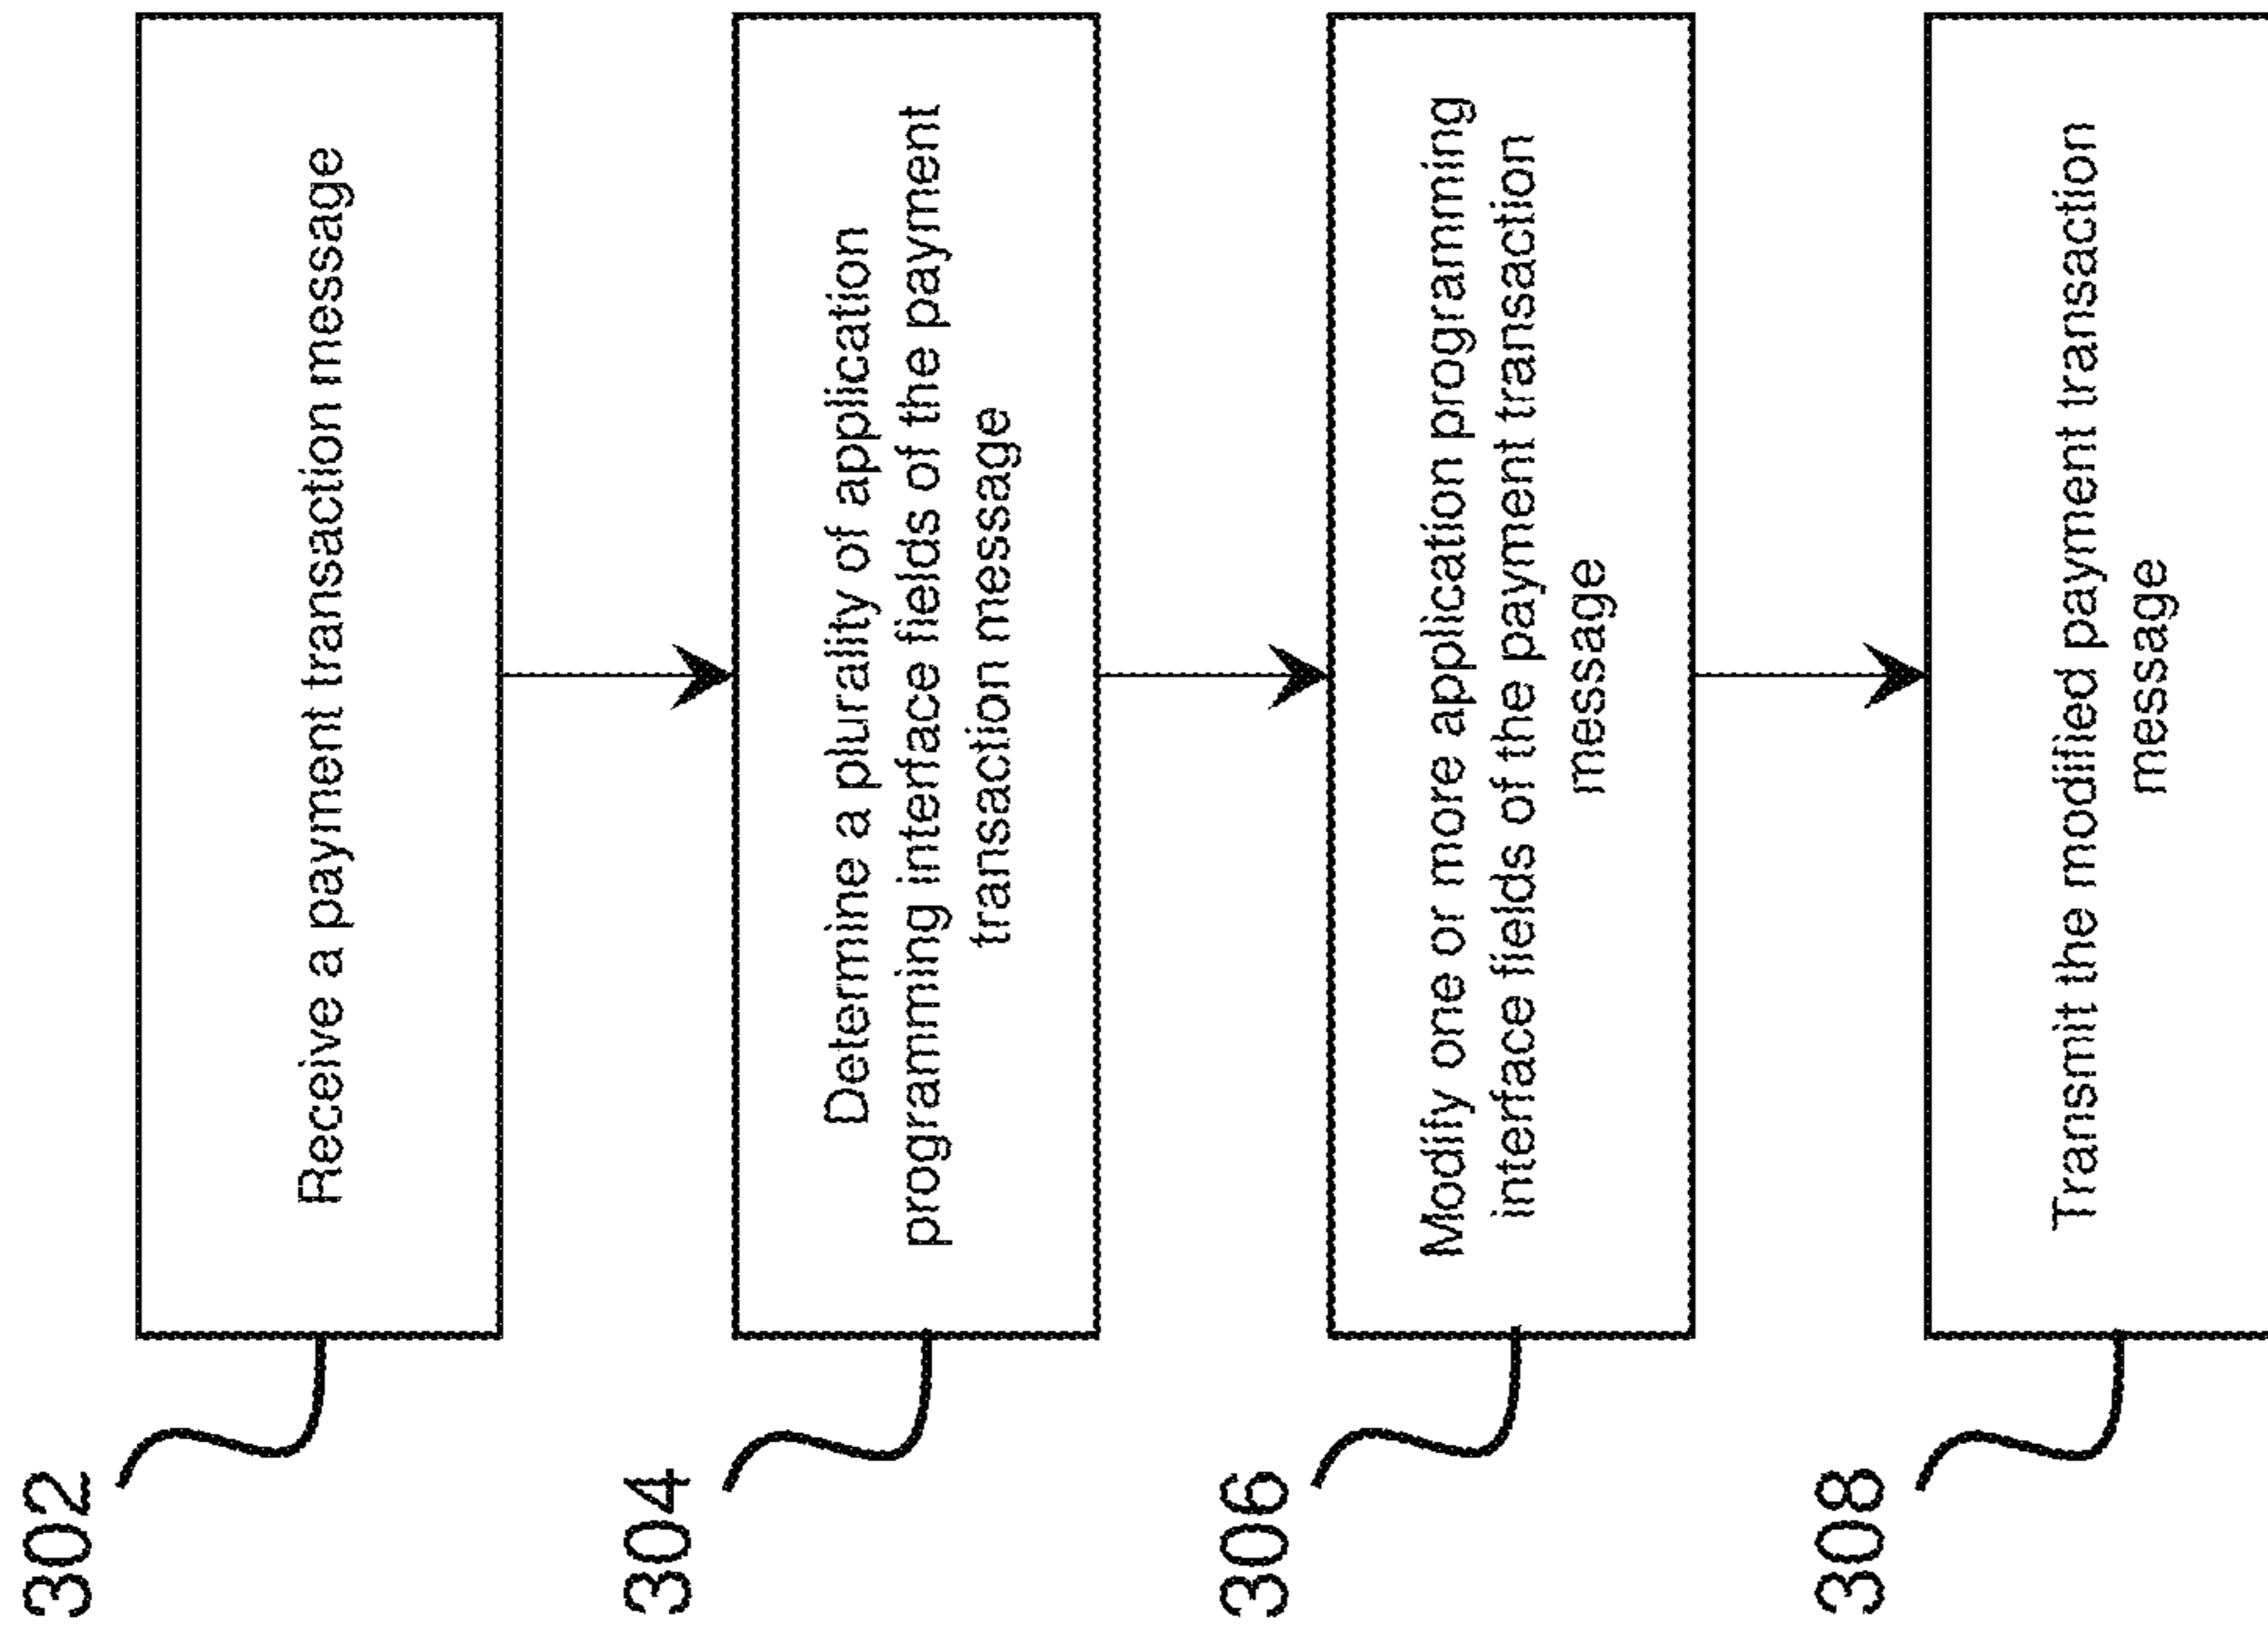 302
Receive a payment transaction message
304
Determine a plurality of application
programming interface fields of the payment
transaction message
306
Modify one or more application programming
interface fields of the payment transaction
message
308
Transmit the modified payment transaction
message